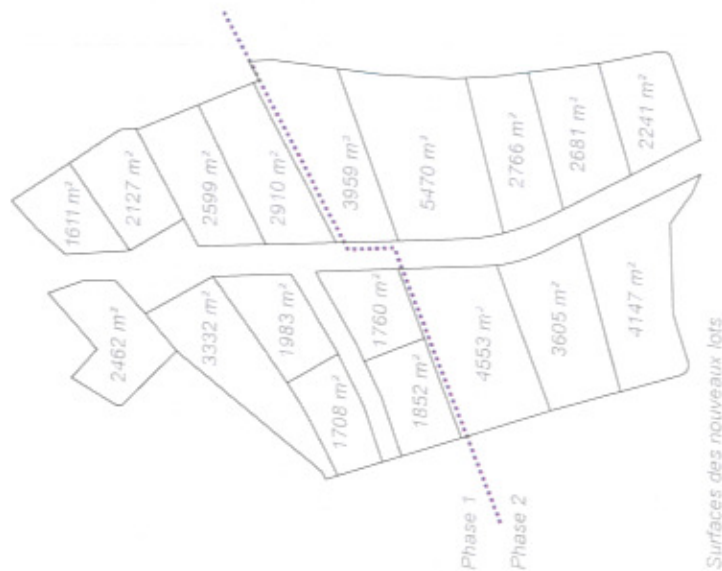 1611 m²
2127 m²
2599 m²
2910 m²
3959 m²
5470 m²
2766 m²
2681 m²
2241 m²
2462 m²
3332 m²
1983 m²
1708 m²
1760 m²
1852 m²
4553 m²
3605 m²
4147 m²
Phase 1
Phase 2
Surfaces des nouveaux lots